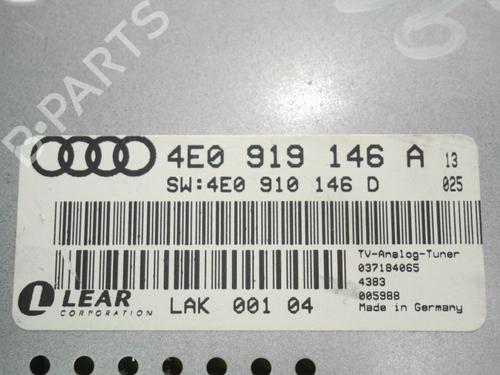 B-PARTS
4E0 919 146 A 13
SW:4E0 910 146 D 025
TV-Analog-Tuner
037184065
4383
005988
Made in Germany
LEAR
CORPORATION
LAK 001 04